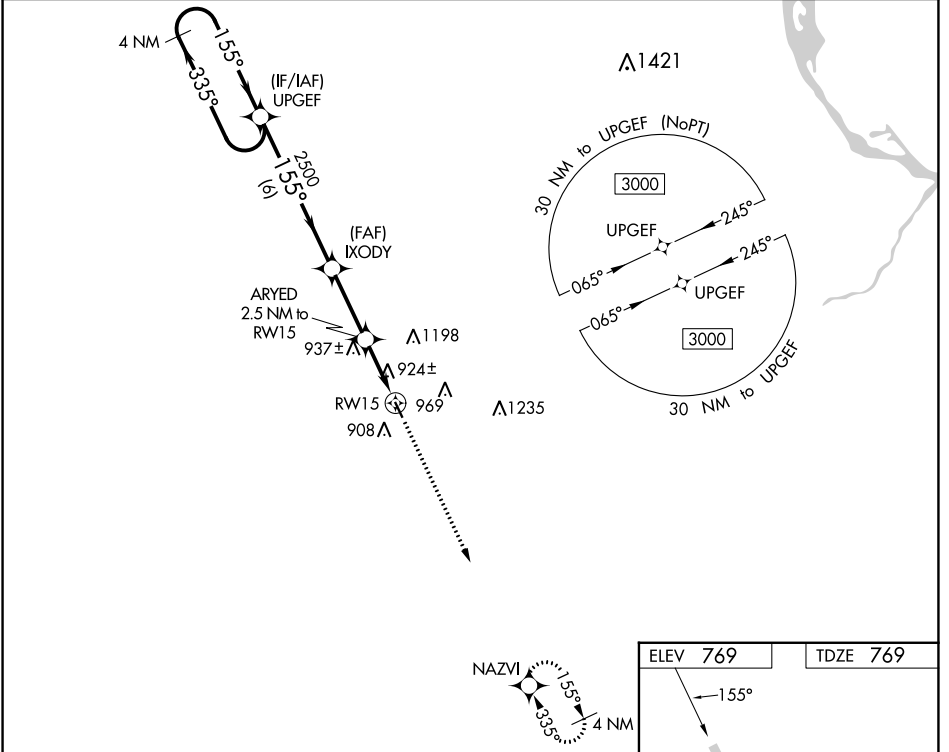 4 NM
155°
335°
(IF/IAF)
UPGEF
2500
155°
(6)
(FAF)
IXODY
ARYED
2.5 NM to
RW15
937±
1198
924±
RW15
969
908
1235
1421
30 NM to UPGEF (NoPT)
3000
UPGEF
245°
065°
245°
UPGEF
065°
3000
30 NM to UPGEF
NAZVI
155°
335°
4 NM
ELEV 769
TDZE 769
155°